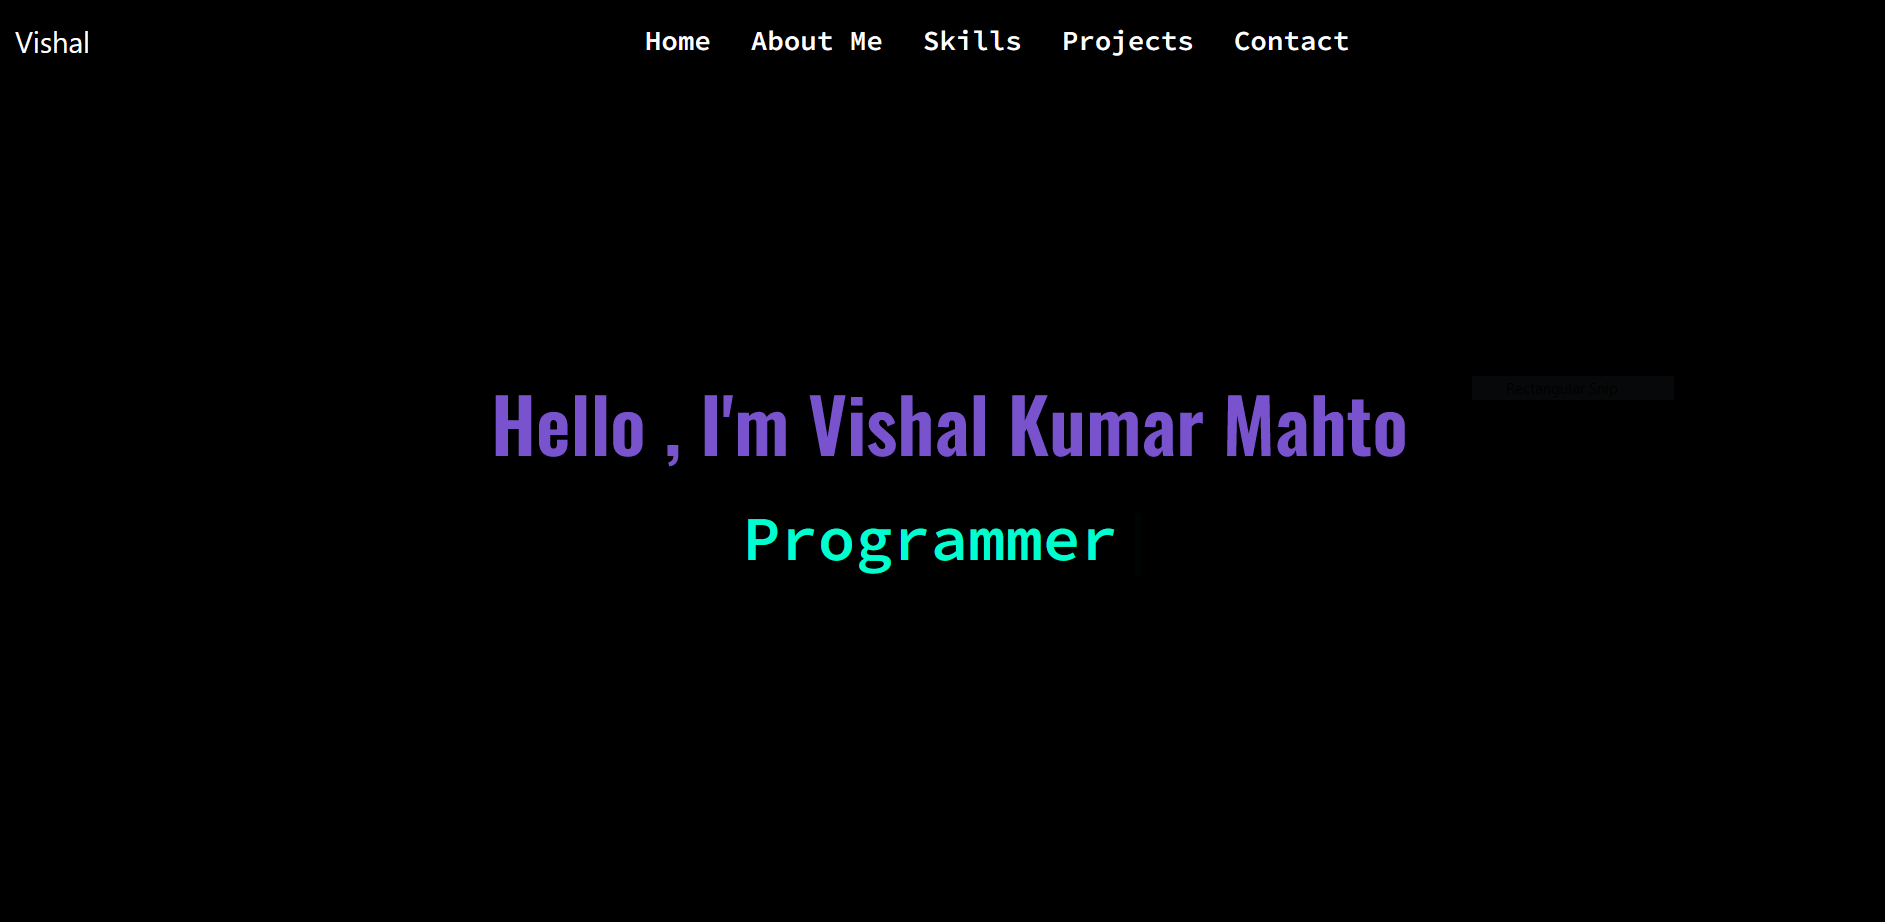 Vishal
Home About Me Skills Projects Contact
Rectangular Snip
Hello , I'm Vishal Kumar Mahto
Programmer